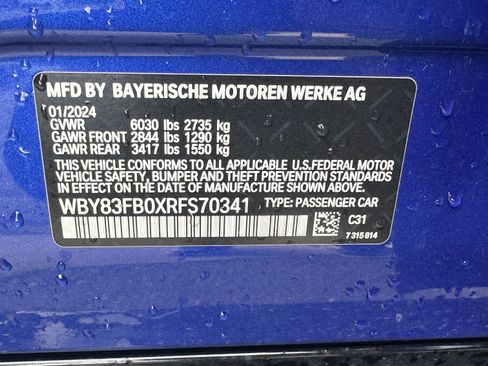 MFD BY BAYERISCHE MOTOREN WERKE AG
01/2024
GVWR 6030 lbs 2735 kg
GAWR FRONT 2844 lbs 1290 kg
GAWR REAR 3417 lbs 1550 kg
THIS VEHICLE CONFORMS TO ALL APPLICABLE U.S.FEDERAL MOTOR
VEHICLE SAFETY, BUMPER AND THEFT PREVENTION STANDARDS
IN EFFECT ON THE DATE OF MANUFACTURE SHOWN ABOVE.
WBY83FB0XRFS70341 TYPE: PASSENGER CAR
C31
7 315 814